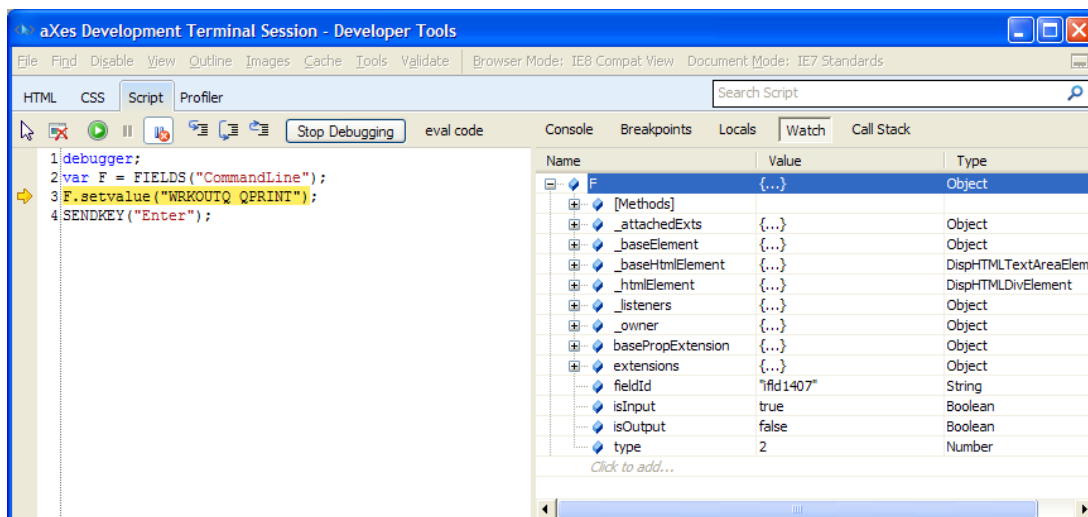 aXes Development Terminal Session - Developer Tools
File Find Disable View Outline Images Cache Tools Validate Browser Mode: IE8 Compat View Document Mode: IE7 Standards
HTML CSS Script Profiler Search Script
Stop Debugging eval code Console Breakpoints Locals Watch Call Stack
1 debugger;
2 var F = FIELDS("CommandLine");
3 F.setvalue("WRKOUTQ QPRINT");
4 SENDKEY("Enter");
Name Value Type
F {...} Object
[Methods]
_attachedExts {...} Object
_baseElement {...} Object
_baseHtmlElement {...} DispHTMLTextAreaElem
_htmlElement {...} DispHTMLDivElement
_listeners {...} Object
_owner {...} Object
basePropExtension {...} Object
extensions {...} Object
fieldId "ifld1407" String
isInput true Boolean
isOutput false Boolean
type 2 Number
Click to add...